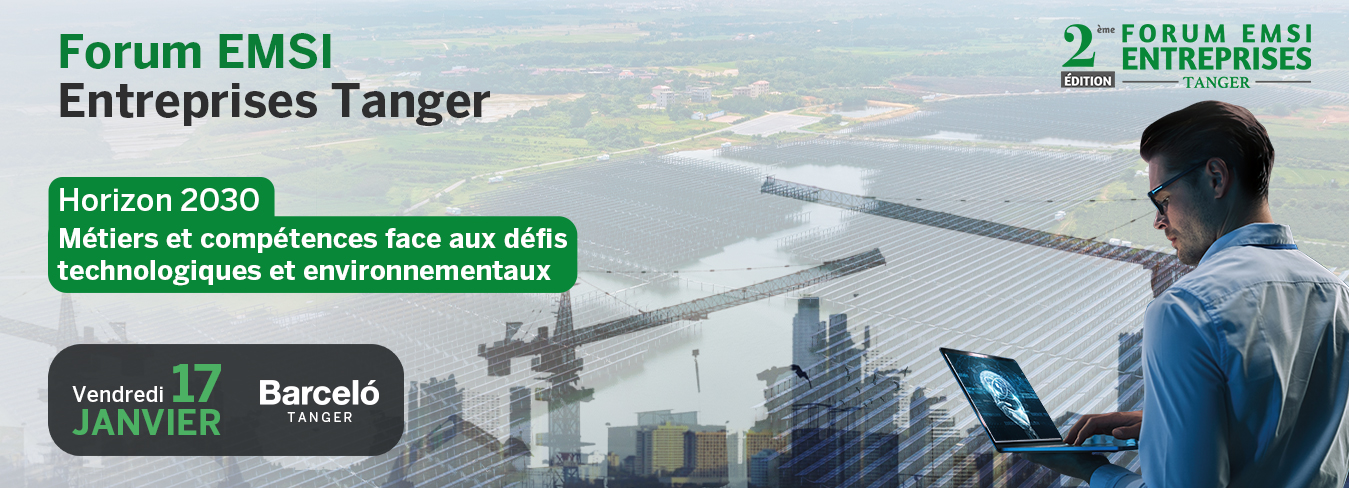 Forum EMSI
Entreprises Tanger
2ème ÉDITION
FORUM EMSI
ENTREPRISES
TANGER
Horizon 2030
Métiers et compétences face aux défis
technologiques et environnementaux
Vendredi 17
JANVIER
Barceló
TANGER